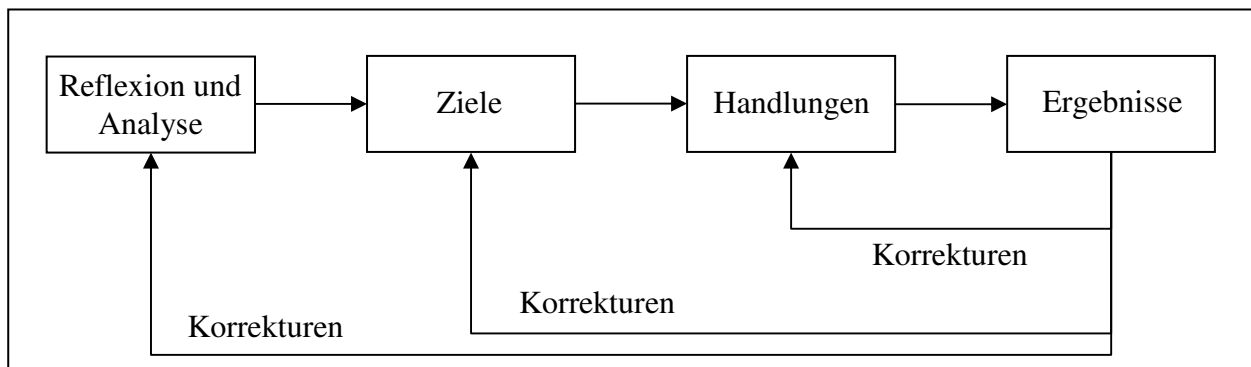 Reflexion und
Analyse
Ziele
Handlungen
Ergebnisse
Korrekturen
Korrekturen
Korrekturen